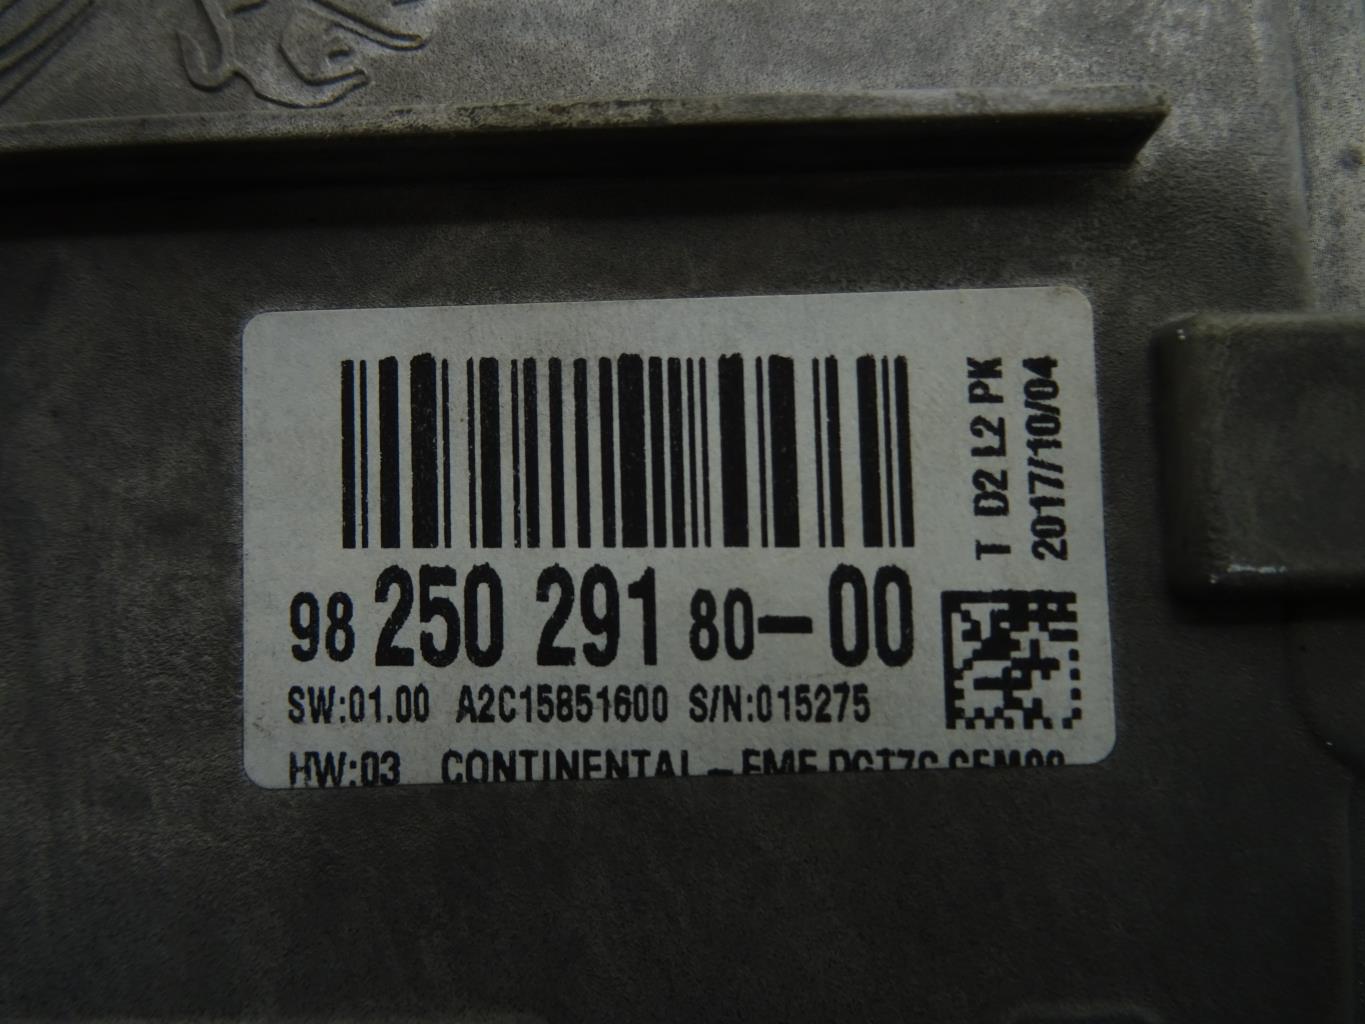 98 250 291 80-00
SW:01.00 A2C15851600 S/N:015275
HW:03 CONTINENTAL -
T D2 L2 PK
2017/10/04